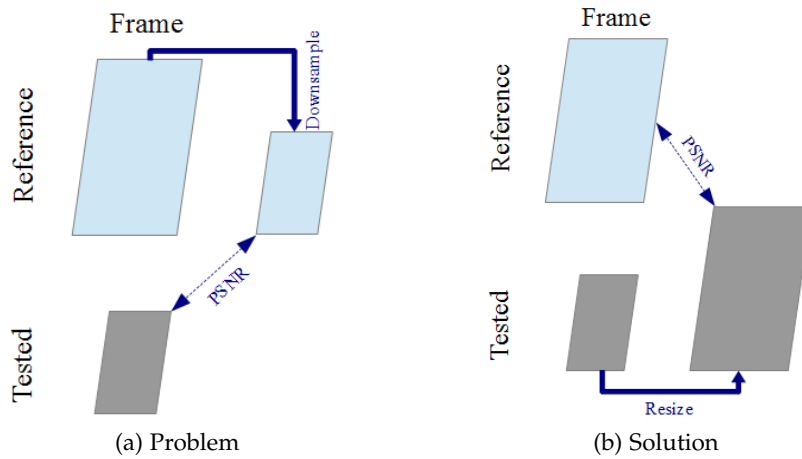 Frame
Reference
Downsample
PSNR
Tested
(a) Problem
Frame
Reference
PSNR
Tested
Resize
(b) Solution